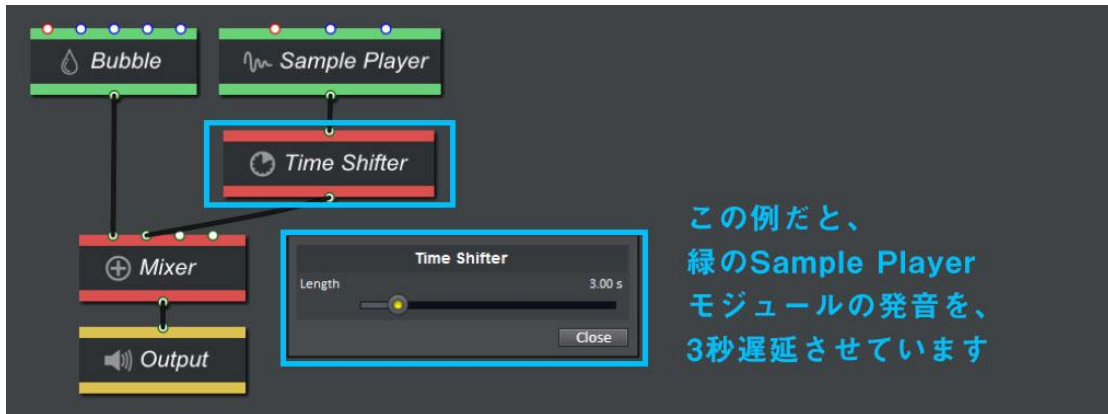 Bubble
Sample Player
Time Shifter
Mixer
Output
Time Shifter
Length 3.00 s
Close
この例だと、
緑のSample Player
モジュールの発音を、
3秒遅延させています